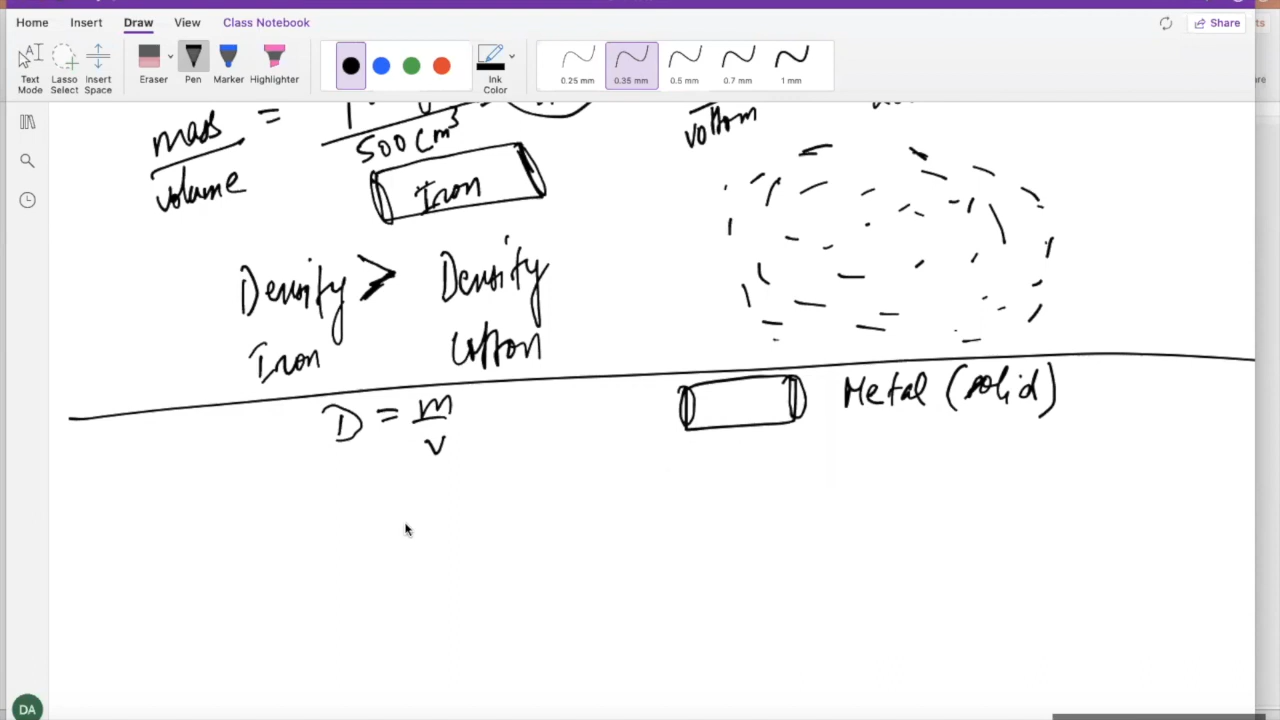 Home Insert Draw View Class Notebook
Share
Text Mode
Lasso Select
Insert Space
Eraser
Pen
Marker
Highlighter
Ink Color
0.25 mm
0.35 mm
0.5 mm
0.7 mm
1 mm
mass
volume
=
500 cm³
Iron
Density > Density
Iron
D = m
v
Metal (solid)
DA